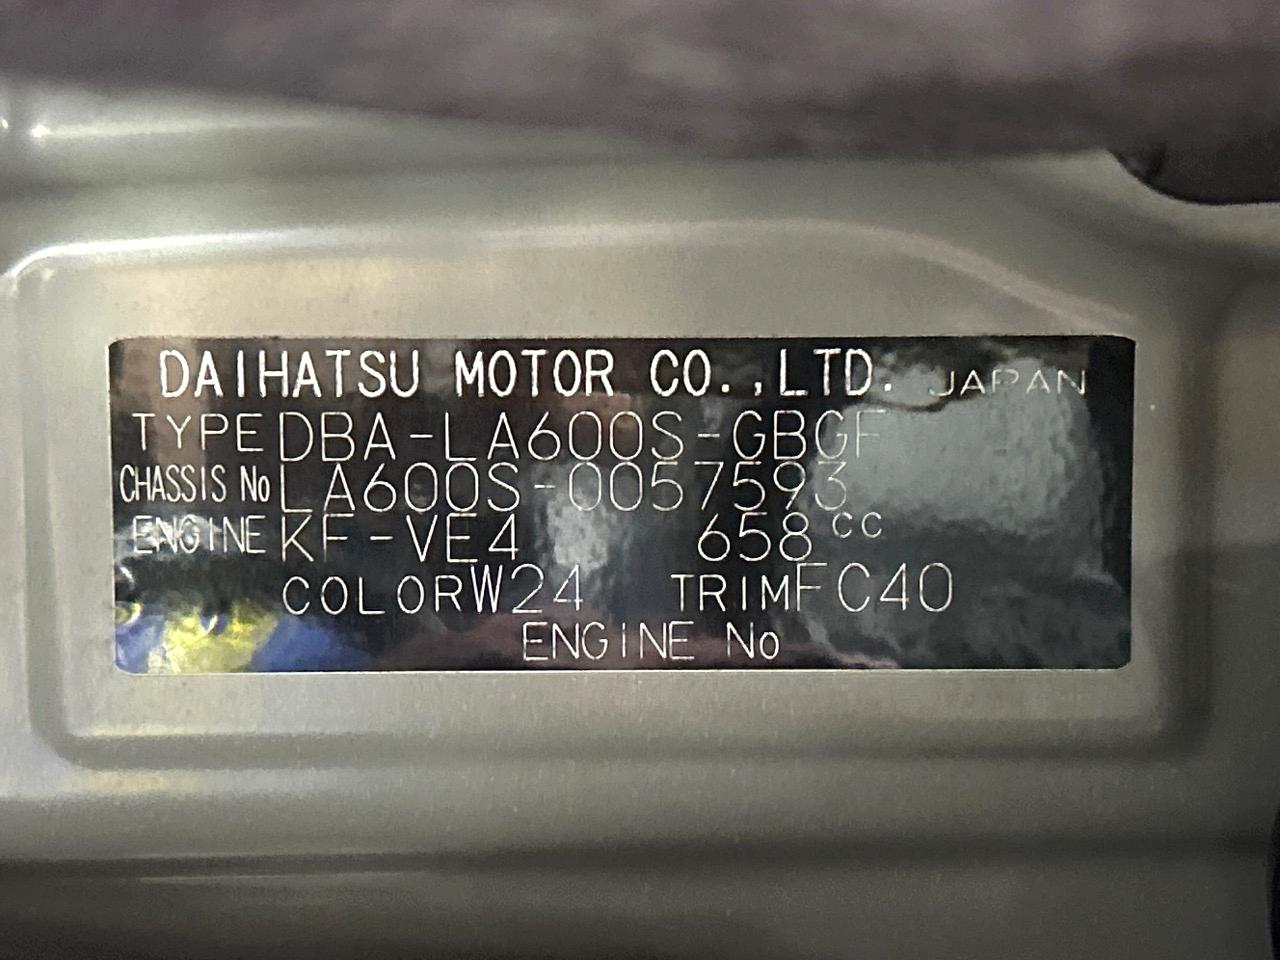 DAIHATSU MOTOR CO.,LTD. JAPAN
TYPE DBA-LA600S-GBGF
CHASSIS No LA600S-0057593
ENGINE KF-VE4 658 CC
COLOR W24 TRIM FC40
ENGINE No